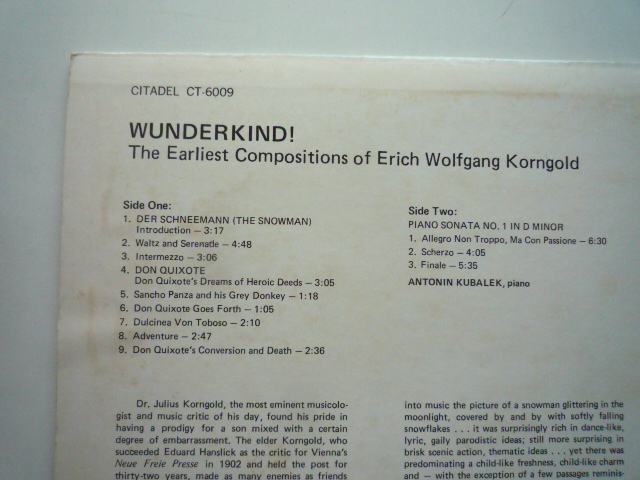 CITADEL CT-6009
WUNDERKIND!
The Earliest Compositions of Erich Wolfgang Korngold
Side One:
1. DER SCHNEEMANN (THE SNOWMAN)
Introduction — 3:17
2. Waltz and Serenade — 4:48
3. Intermezzo — 3:06
4. DON QUIXOTE
Don Quixote's Dreams of Heroic Deeds — 3:05
5. Sancho Panza and his Grey Donkey — 1:18
6. Don Quixote Goes Forth — 1:05
7. Dulcinea Von Toboso — 2:10
8. Adventure — 2:47
9. Don Quixote's Conversion and Death — 2:36
Side Two:
PIANO SONATA NO. 1 IN D MINOR
1. Allegro Non Troppo, Ma Con Passione — 6:30
2. Scherzo — 4:05
3. Finale — 5:35
ANTONIN KUBALEK, piano
Dr. Julius Korngold, the most eminent musicolo-
gist and music critic of his day, found his pride in
having a prodigy for a son mixed with a certain
degree of embarrassment. The elder Korngold, who
succeeded Eduard Hanslick as the critic for Vienna's
Neue Freie Presse in 1902 and held the post for
thirty-two years, made as many enemies as friends
into music the picture of a snowman glittering in the
moonlight, covered by and by with softly falling
snowflakes . . . it was surprisingly rich in dance-like,
lyric, gaily parodistic ideas; still more surprising in
brisk scenic action, thematic ideas . . . yet there was
predominating a child-like freshness, child-like charm
and — with the exception of a few passages reminis-